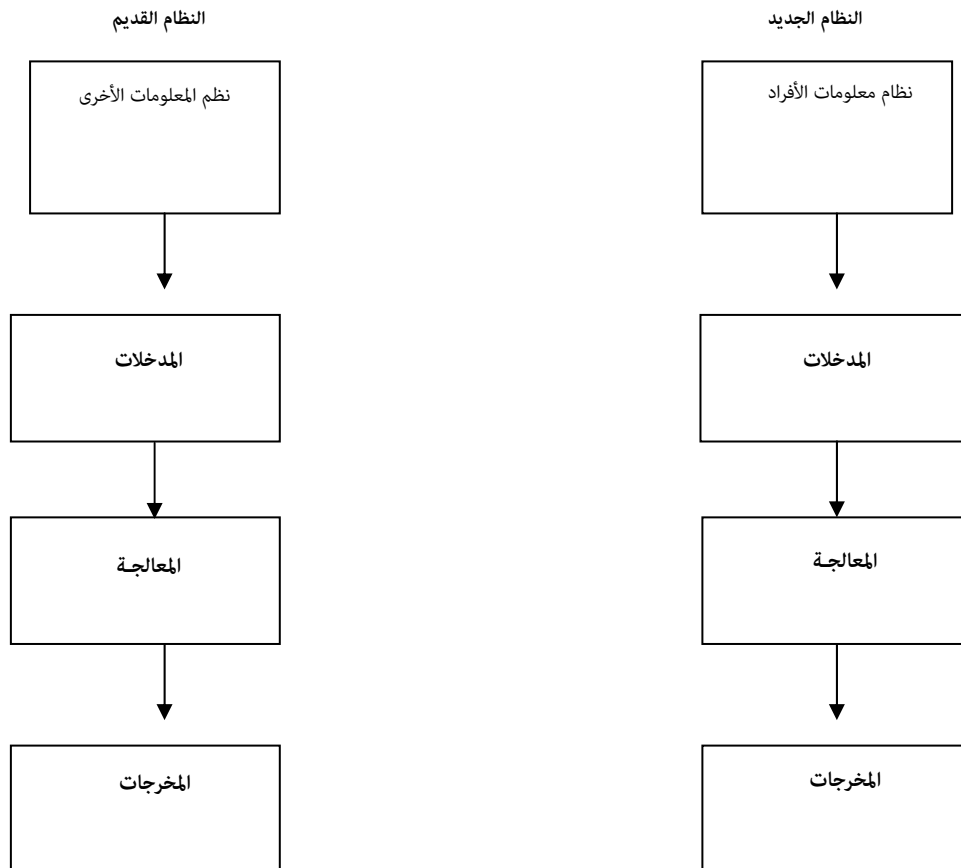 النظام الجديد
النظام القديم
نظام معلومات الأفراد
نظم المعلومات الأخرى
المدخلات
المدخلات
المعالجـة
المعالجـة
المخرجات
المخرجات